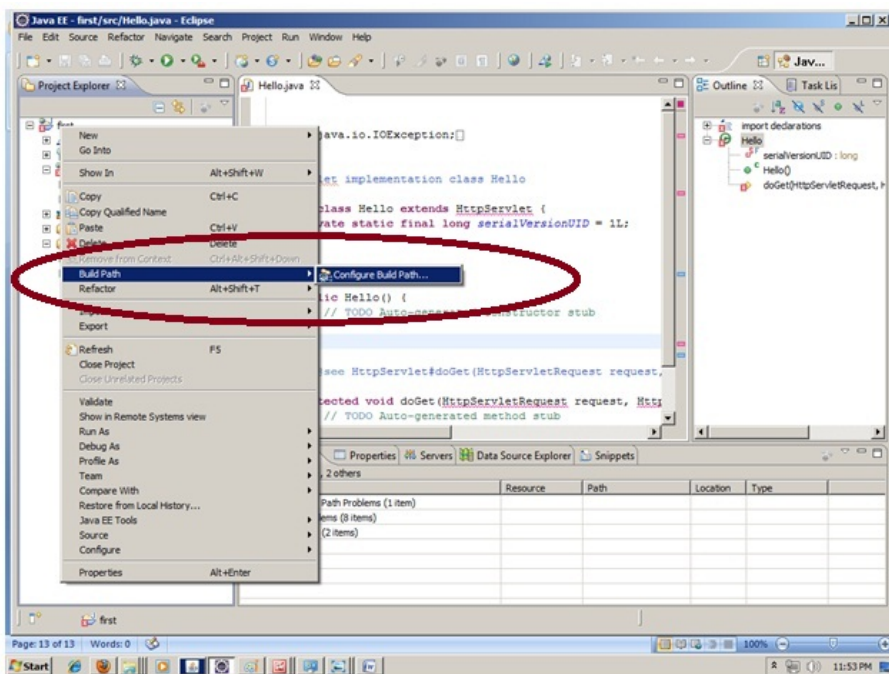 Java EE - first/src/Hello.java - Eclipse
File Edit Source Refactor Navigate Search Project Run Window Help
Jav...
Project Explorer
Hello.java
Outline Task Lis
first
New
Go Into
Show In Alt+Shift+W
Copy Ctrl+C
Copy Qualified Name
Paste Ctrl+V
Delete Delete
Remove from Context Ctrl+Alt+Shift+Down
Build Path
Configure Build Path...
Refactor Alt+Shift+T
Export
Refresh F5
Close Project
Close Unrelated Projects
Validate
Show in Remote Systems view
Run As
Debug As
Profile As
Team
Compare With
Restore from Local History...
Java EE Tools
Source
Configure
Properties Alt+Enter
java.io.IOException;
implementation class Hello
class Hello extends HttpServlet {
static final long serialVersionUID = 1L;
Hello() {
// TODO Auto-generated constructor stub
see HttpServlet#doGet(HttpServletRequest request,
void doGet(HttpServletRequest request,
// TODO Auto-generated method stub
import declarations
Hello
serialVersionUID : long
Hello()
doGet(HttpServletRequest, H
Properties Servers Data Source Explorer Snippets
, 2 others
Resource Path Location Type
Path Problems (1 item)
(8 items)
(2 items)
first
Page: 13 of 13 Words: 0 100%
Start 11:53 PM